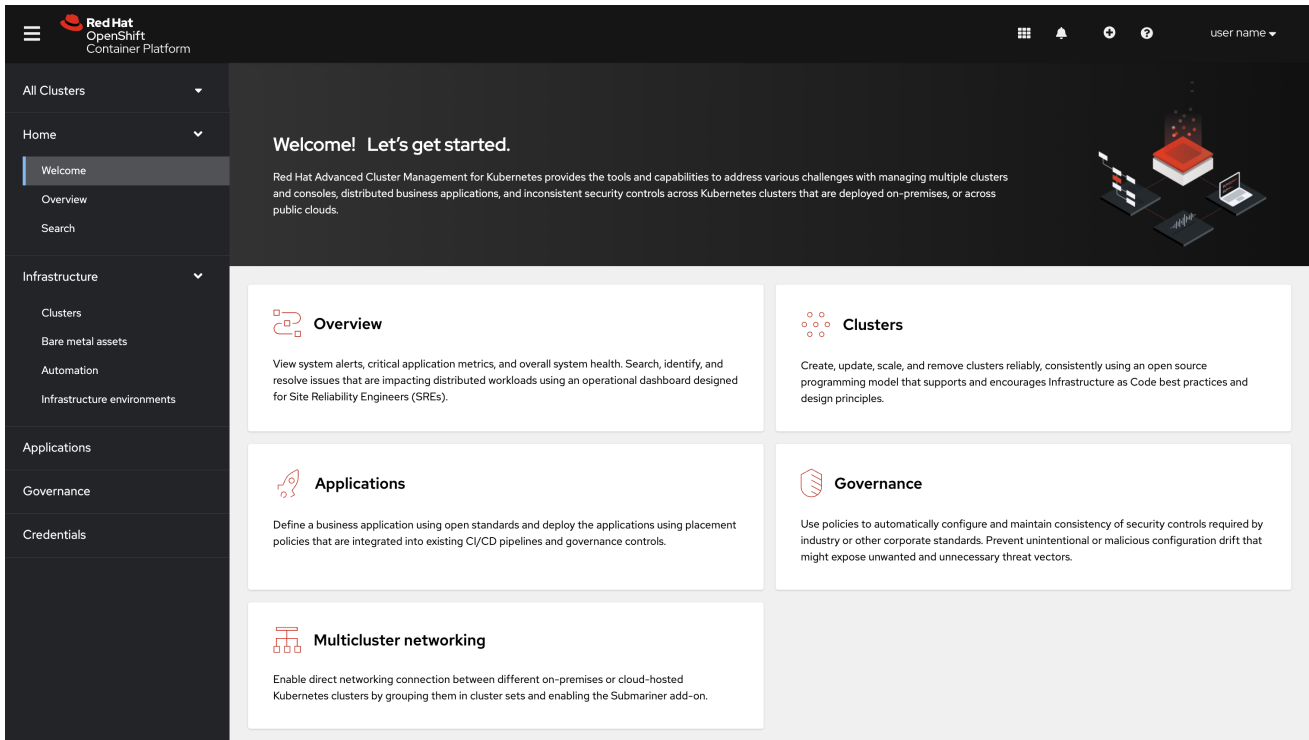 Red Hat
OpenShift
Container Platform
user name
All Clusters
Home
Welcome
Overview
Search
Infrastructure
Clusters
Bare metal assets
Automation
Infrastructure environments
Applications
Governance
Credentials
Welcome! Let's get started.
Red Hat Advanced Cluster Management for Kubernetes provides the tools and capabilities to address various challenges with managing multiple clusters
and consoles, distributed business applications, and inconsistent security controls across Kubernetes clusters that are deployed on-premises, or across
public clouds.
Overview
View system alerts, critical application metrics, and overall system health. Search, identify, and
resolve issues that are impacting distributed workloads using an operational dashboard designed
for Site Reliability Engineers (SREs).
Clusters
Create, update, scale, and remove clusters reliably, consistently using an open source
programming model that supports and encourages Infrastructure as Code best practices and
design principles.
Applications
Define a business application using open standards and deploy the applications using placement
policies that are integrated into existing CI/CD pipelines and governance controls.
Governance
Use policies to automatically configure and maintain consistency of security controls required by
industry or other corporate standards. Prevent unintentional or malicious configuration drift that
might expose unwanted and unnecessary threat vectors.
Multicluster networking
Enable direct networking connection between different on-premises or cloud-hosted
Kubernetes clusters by grouping them in cluster sets and enabling the Submariner add-on.